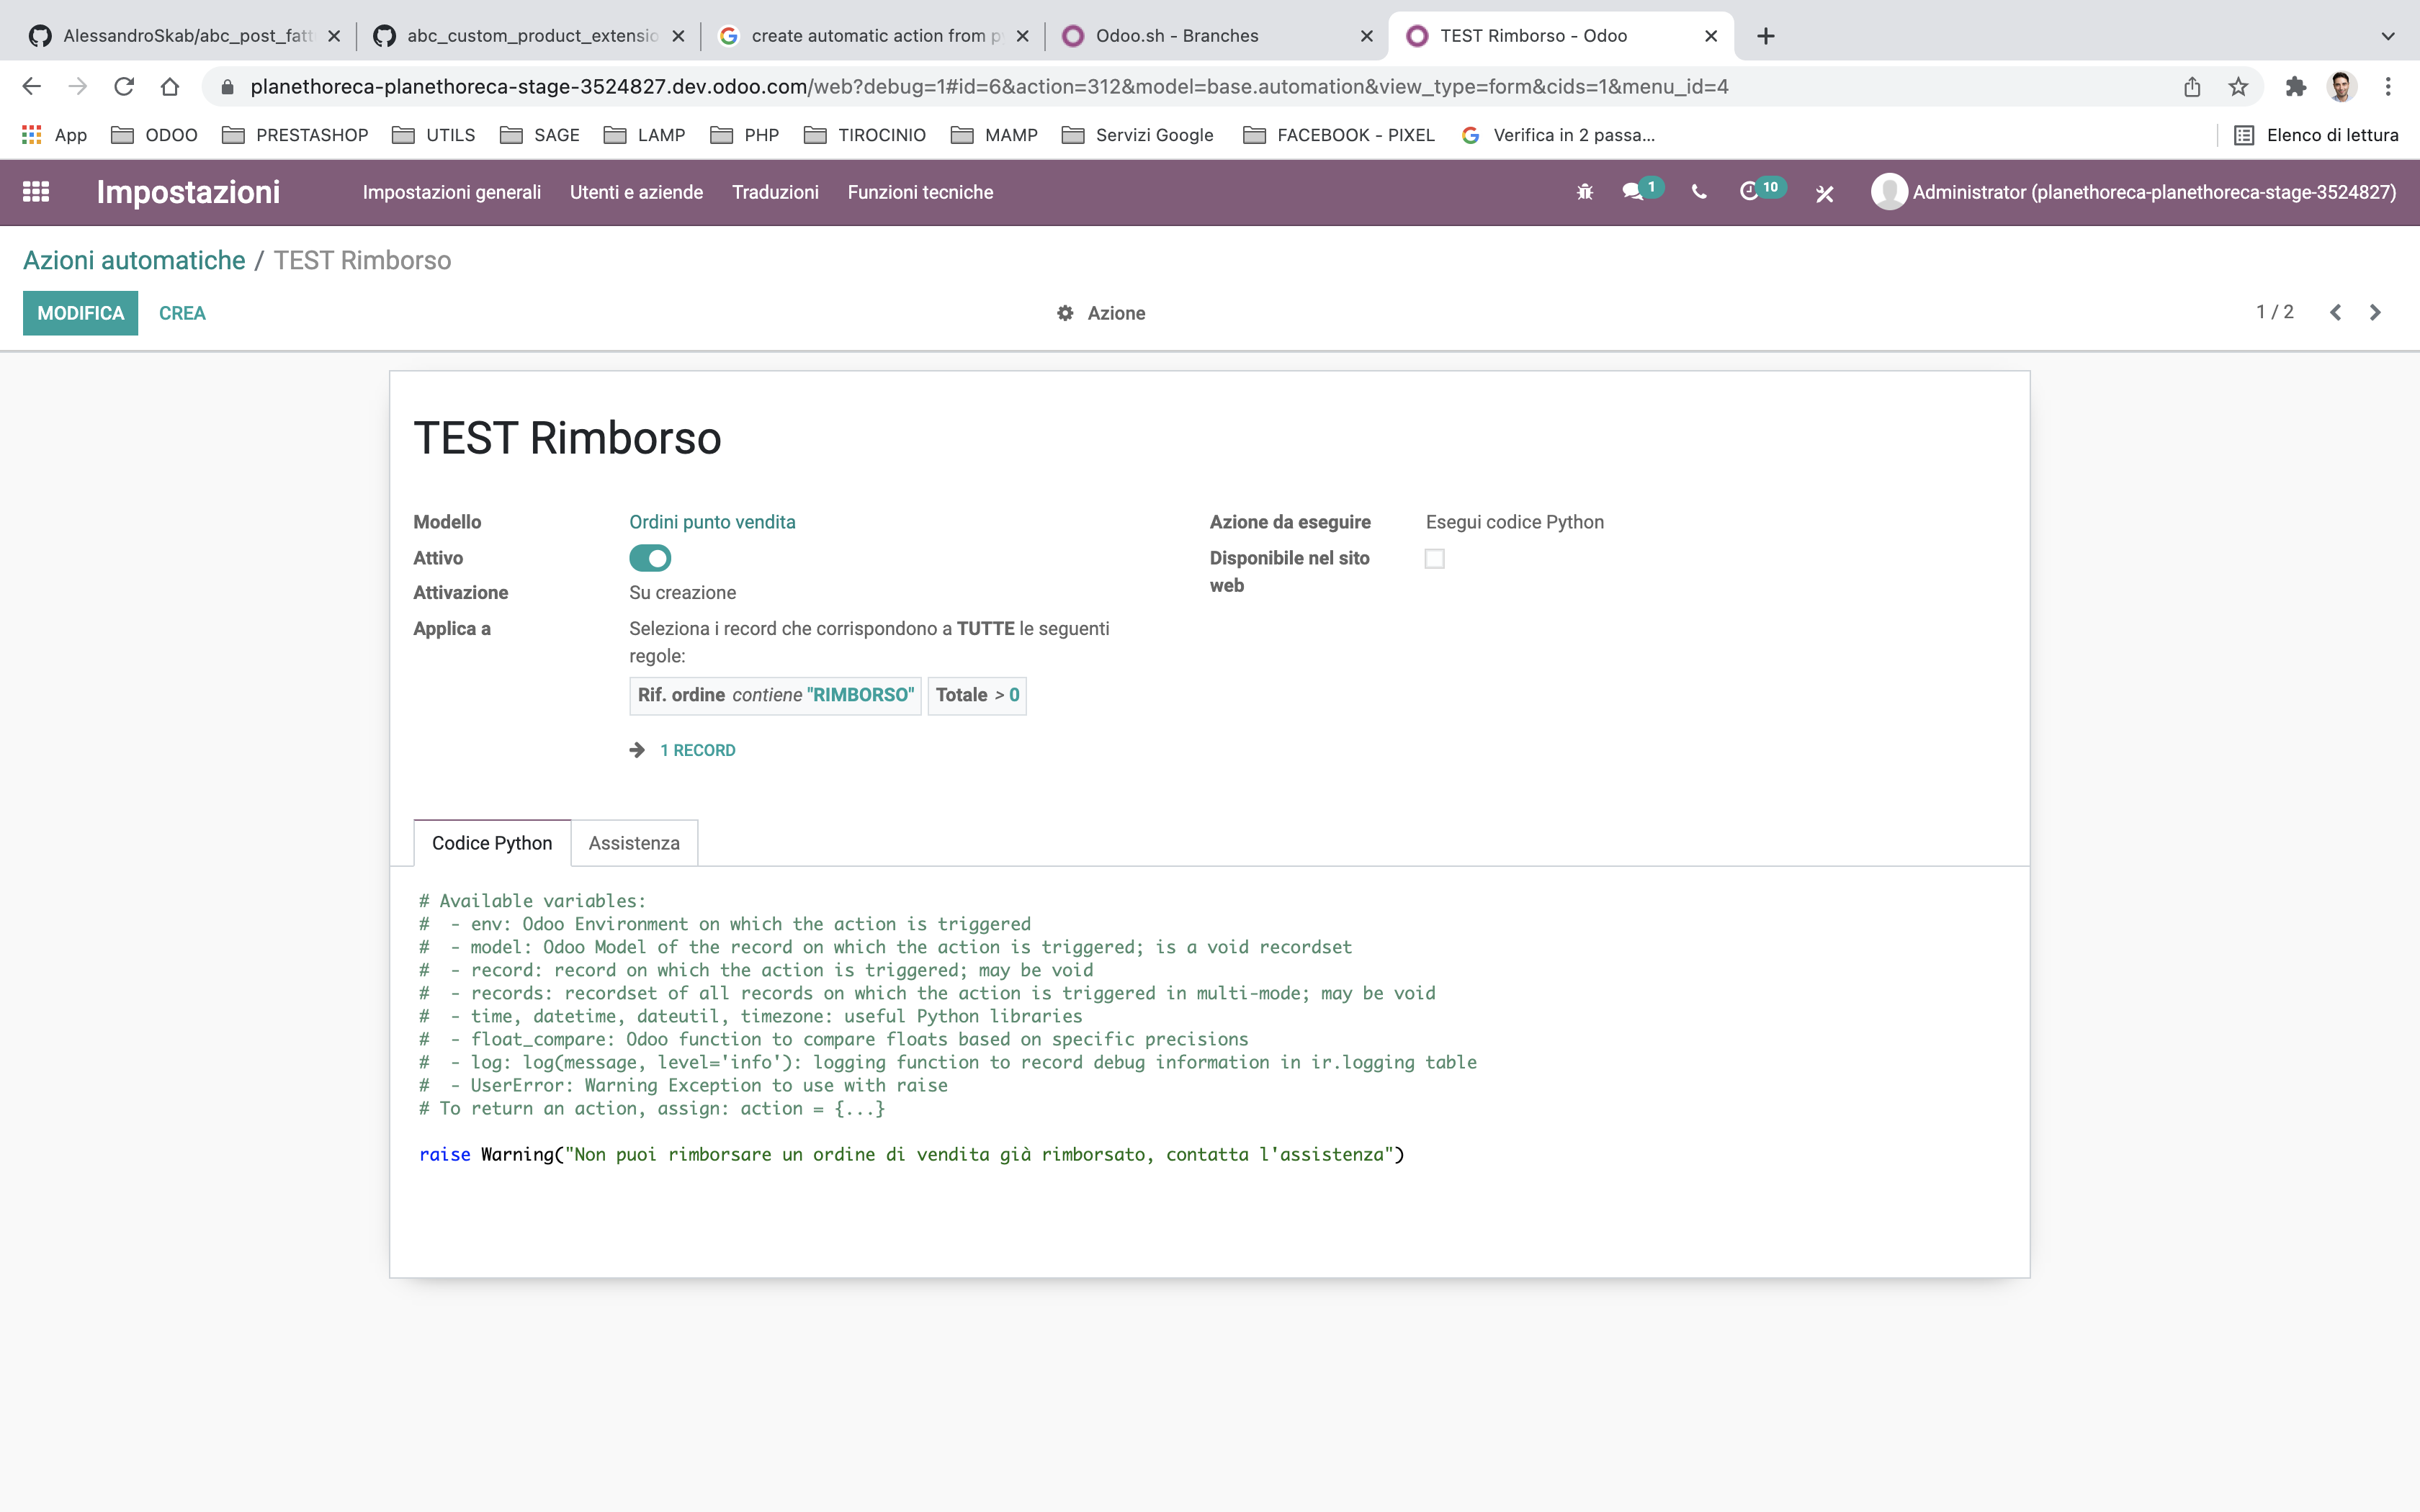 AlessandroSkab/abc_post_fatt
abc_custom_product_extensio
create automatic action from p
Odoo.sh - Branches
TEST Rimborso - Odoo
planethoreca-planethoreca-stage-3524827.dev.odoo.com/web?debug=1#id=6&action=312&model=base.automation&view_type=form&cids=1&menu_id=4
App ODOO PRESTASHOP UTILS SAGE LAMP PHP TIROCINIO MAMP Servizi Google FACEBOOK - PIXEL Verifica in 2 passa... Elenco di lettura
Impostazioni Impostazioni generali Utenti e aziende Traduzioni Funzioni tecniche 1 10 Administrator (planethoreca-planethoreca-stage-3524827)
Azioni automatiche / TEST Rimborso
MODIFICA CREA Azione 1 / 2
TEST Rimborso
Modello Ordini punto vendita
Attivo
Attivazione Su creazione
Applica a Seleziona i record che corrispondono a TUTTE le seguenti
regole:
Rif. ordine contiene "RIMBORSO" Totale > 0
1 RECORD
Azione da eseguire Esegui codice Python
Disponibile nel sito
web
Codice Python Assistenza
# Available variables:
#  - env: Odoo Environment on which the action is triggered
#  - model: Odoo Model of the record on which the action is triggered; is a void recordset
#  - record: record on which the action is triggered; may be void
#  - records: recordset of all records on which the action is triggered in multi-mode; may be void
#  - time, datetime, dateutil, timezone: useful Python libraries
#  - float_compare: Odoo function to compare floats based on specific precisions
#  - log: log(message, level='info'): logging function to record debug information in ir.logging table
#  - UserError: Warning Exception to use with raise
# To return an action, assign: action = {...}
raise Warning("Non puoi rimborsare un ordine di vendita già rimborsato, contatta l'assistenza")